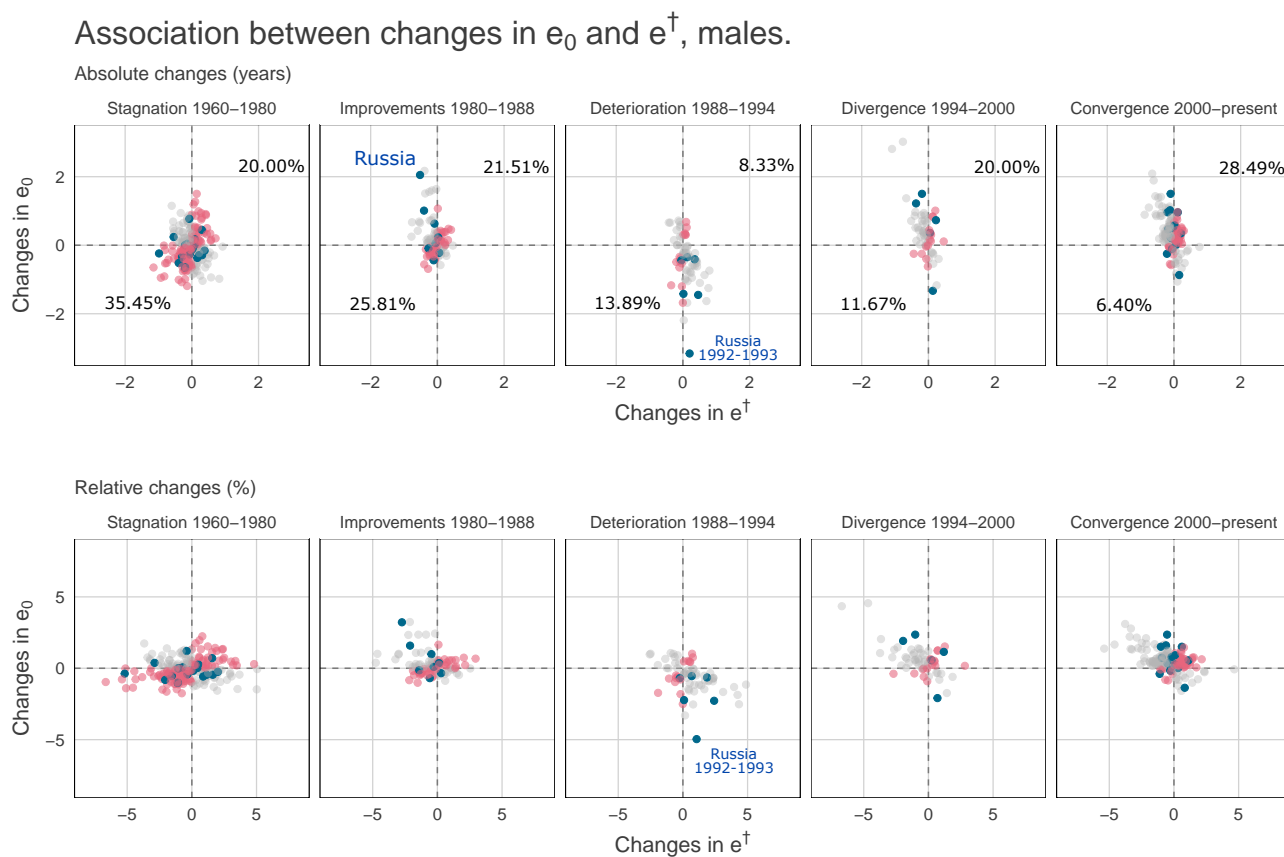 Association between changes in e₀ and e†, males.
Absolute changes (years)
Stagnation 1960−1980 Improvements 1980−1988 Deterioration 1988−1994 Divergence 1994−2000 Convergence 2000−present
Russia 20.00% 21.51% 8.33% 20.00% 28.49%
2
0
Changes in e₀
35.45% 25.81% 13.89% 11.67% 6.40%
−2
Russia
1992-1993
−2 0 2 −2 0 2 −2 0 2 −2 0 2 −2 0 2
Changes in e†
Relative changes (%)
Stagnation 1960−1980 Improvements 1980−1988 Deterioration 1988−1994 Divergence 1994−2000 Convergence 2000−present
5
0
Changes in e₀
−5
Russia
1992-1993
−5 0 5 −5 0 5 −5 0 5 −5 0 5 −5 0 5
Changes in e†